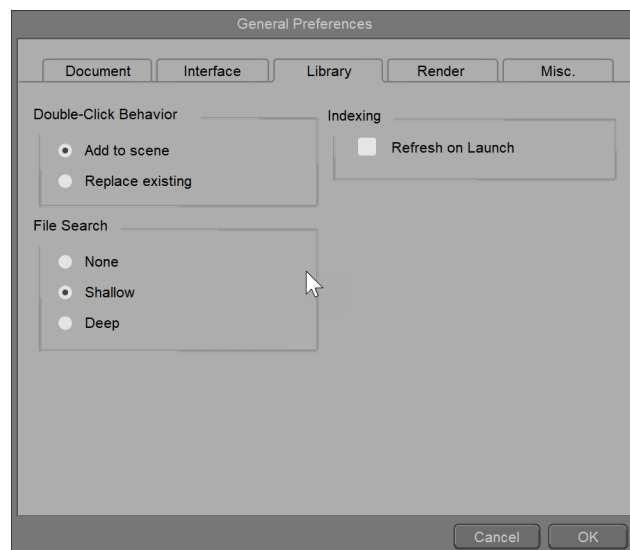 General Preferences
Document Interface Library Render Misc.
Double-Click Behavior
Add to scene
Replace existing
File Search
None
Shallow
Deep
Indexing
Refresh on Launch
Cancel OK